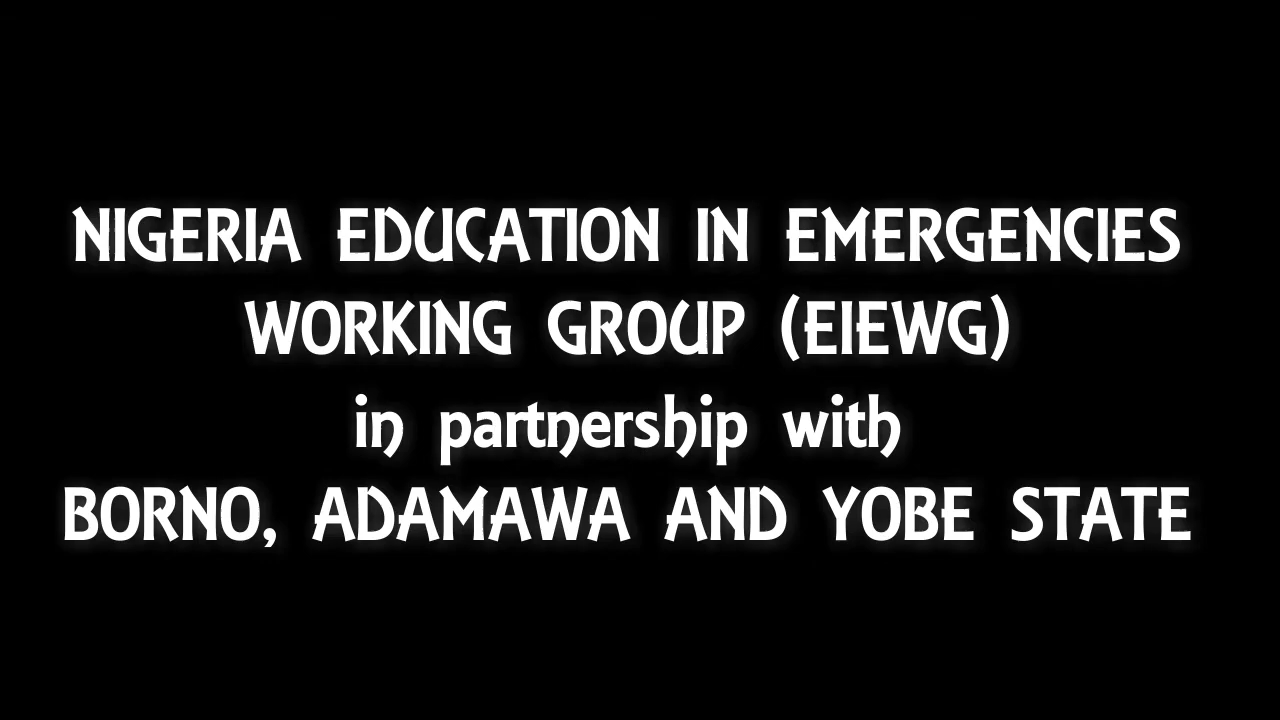 NIGERIA EDUCATION IN EMERGENCIES
WORKING GROUP (EIEWG)
in partnership with
BORNO, ADAMAWA AND YOBE STATE